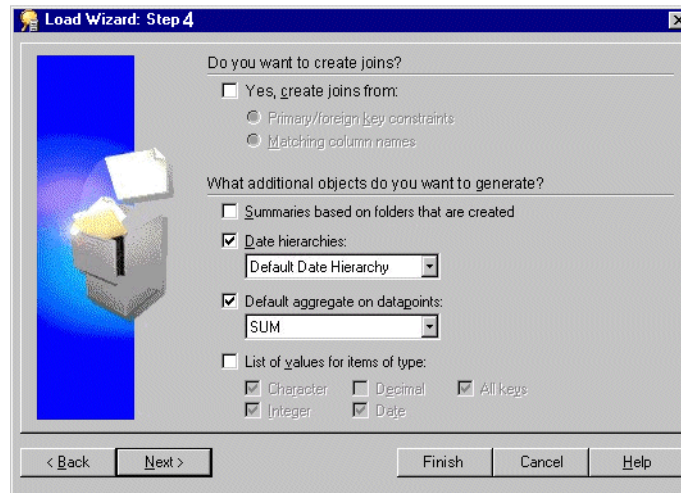 Load Wizard: Step 4
Do you want to create joins?
Yes, create joins from:
Primary/foreign key constraints
Matching column names
What additional objects do you want to generate?
Summaries based on folders that are created
Date hierarchies:
Default Date Hierarchy
Default aggregate on datapoints:
SUM
List of values for items of type:
Character Decimal All keys
Integer Date
< Back Next > Finish Cancel Help